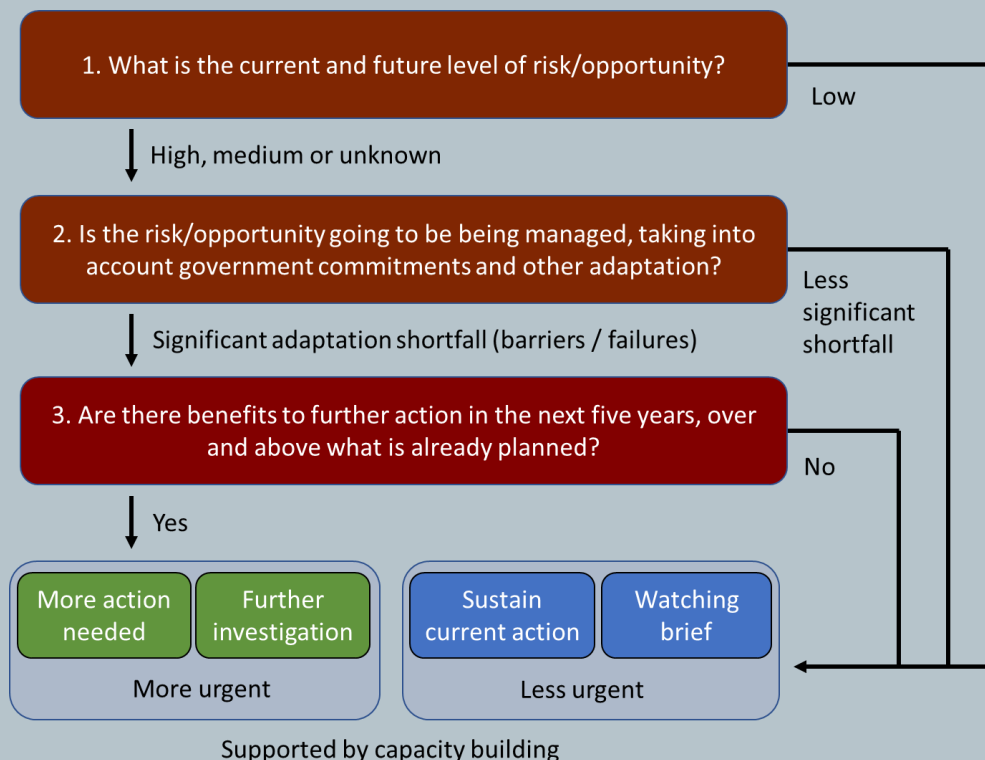 1. What is the current and future level of risk/opportunity?
Low
High, medium or unknown
2. Is the risk/opportunity going to be being managed, taking into
account government commitments and other adaptation?
Less
significant
shortfall
Significant adaptation shortfall (barriers / failures)
3. Are there benefits to further action in the next five years, over
and above what is already planned?
No
Yes
More action
needed
Further
investigation
More urgent
Sustain
current action
Watching
brief
Less urgent
Supported by capacity building